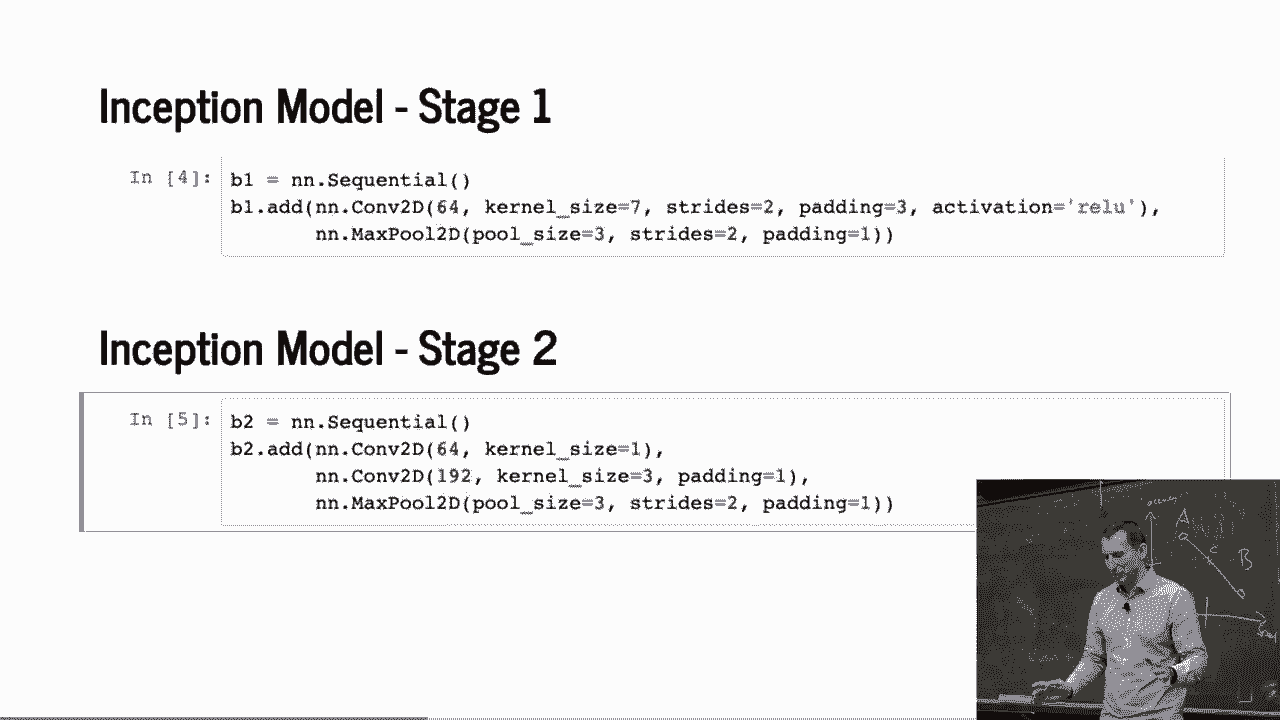 Inception Model - Stage 1
In [4]:
b1 = nn.Sequential()
b1.add(nn.Conv2D(64, kernel_size=7, strides=2, padding=3, activation='relu'),
nn.MaxPool2D(pool_size=3, strides=2, padding=1))
Inception Model - Stage 2
In [5]:
b2 = nn.Sequential()
b2.add(nn.Conv2D(64, kernel_size=1),
nn.Conv2D(192, kernel_size=3, padding=1),
nn.MaxPool2D(pool_size=3, strides=2, padding=1))
A
C
B